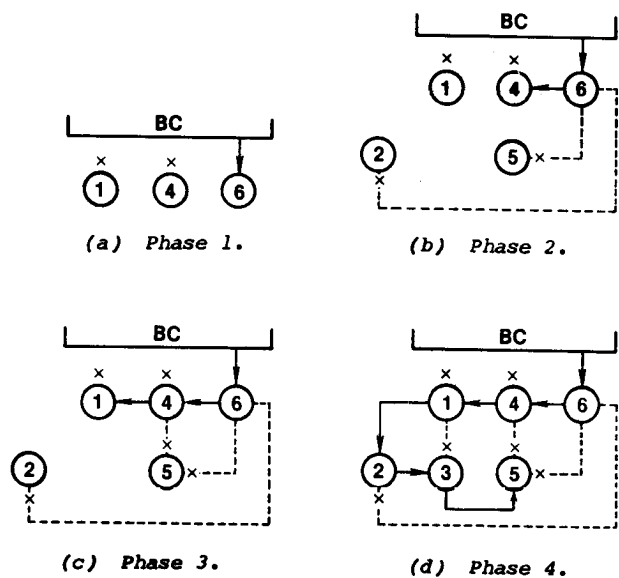 BC
× ×
1 4 6
(a) Phase 1.
BC
× ×
1 4 6
2 5 ×
×
(b) Phase 2.
BC
× ×
1 4 6
×
2 5 ×
×
(c) Phase 3.
BC
× ×
1 4 6
× ×
2 3 5 ×
×
(d) Phase 4.